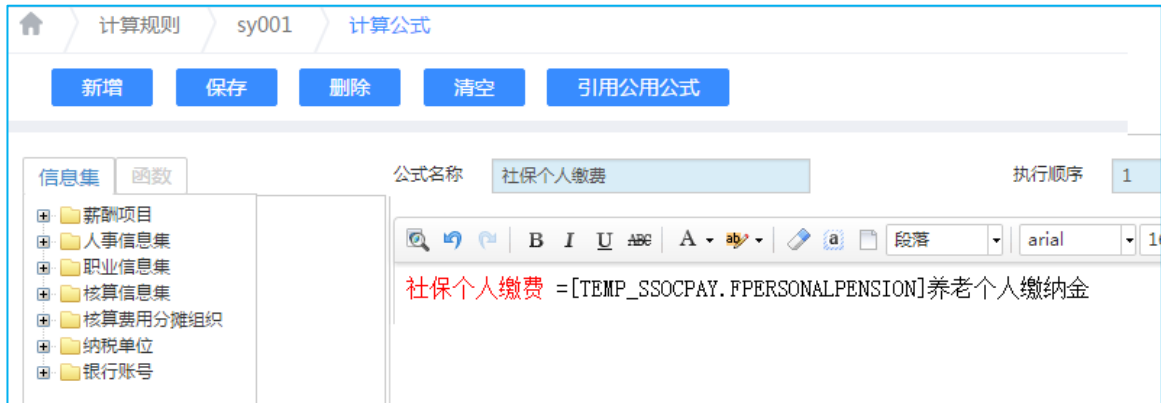 计算规则 sy001 计算公式
新增 保存 删除 清空 引用公用公式
信息集 函数 公式名称 社保个人缴费 执行顺序 1
薪酬项目
人事信息集
职业信息集
核算信息集
核算费用分摊组织
纳税单位
银行账号
B I U ABC A ab a 段落 arial
社保个人缴费 =[TEMP_SSOCPAY.FPERSONALPENSION]养老个人缴纳金